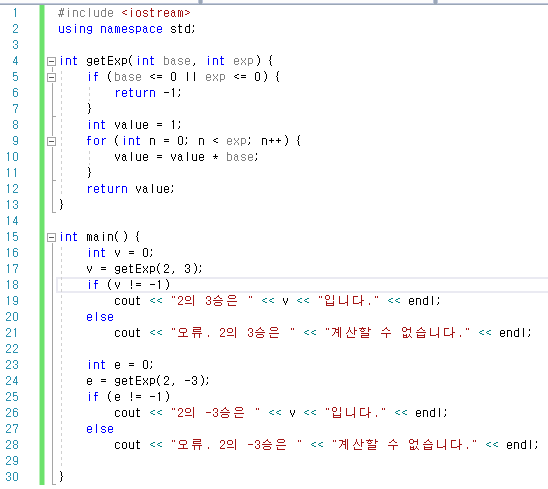 1 #include <iostream>
2 using namespace std;
3
4 int getExp(int base, int exp) {
5 if (base <= 0 || exp <= 0) {
6 return -1;
7 }
8 int value = 1;
9 for (int n = 0; n < exp; n++) {
10 value = value * base;
11 }
12 return value;
13 }
14
15 int main() {
16 int v = 0;
17 v = getExp(2, 3);
18 if (v != -1)
19 cout << "2의 3승은 " << v << "입니다." << endl;
20 else
21 cout << "오류. 2의 3승은 " << "계산할 수 없습니다." << endl;
22
23 int e = 0;
24 e = getExp(2, -3);
25 if (e != -1)
26 cout << "2의 -3승은 " << v << "입니다." << endl;
27 else
28 cout << "오류. 2의 -3승은 " << "계산할 수 없습니다." << endl;
29
30 }